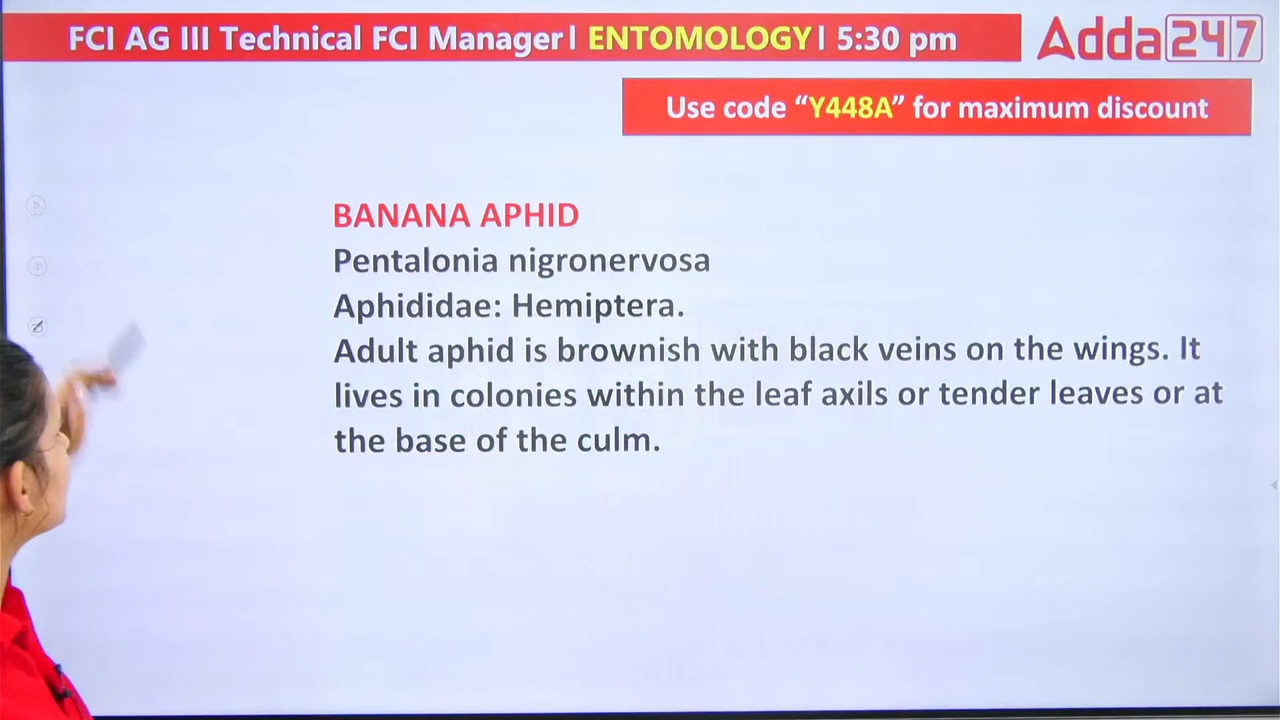 FCI AG III Technical FCI Manager| ENTOMOLOGY| 5:30 pm
Adda247
Use code “Y448A” for maximum discount
BANANA APHID
Pentalonia nigronervosa
Aphididae: Hemiptera.
Adult aphid is brownish with black veins on the wings. It
lives in colonies within the leaf axils or tender leaves or at
the base of the culm.